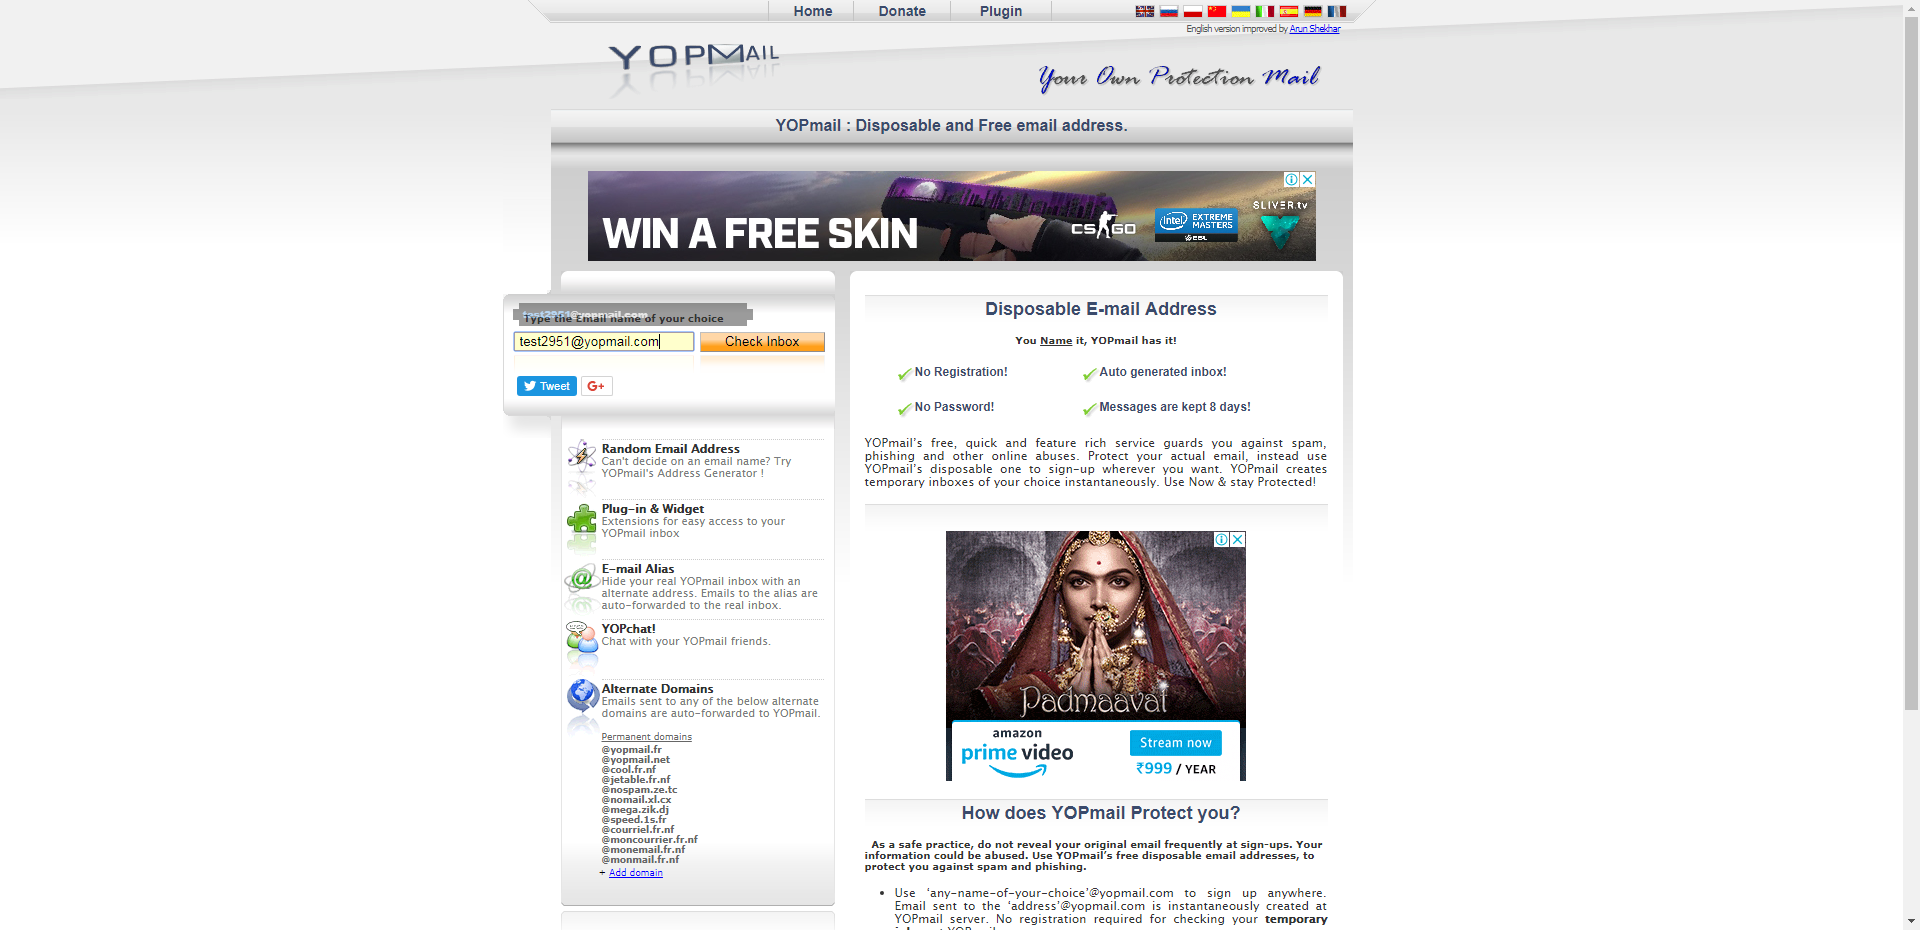 Home Donate Plugin
English version improved by Arun Shekhar
YOPMAIL
Your Own Protection Mail
YOPmail : Disposable and Free email address.
WIN A FREE SKIN
CS GO
intel EXTREME MASTERS
ESL
SLIVER.tv
test2951@yopmail.com
Type the Email name of your choice
test2951@yopmail.com
Check Inbox
Tweet
G+
Random Email Address
Can't decide on an email name? Try
YOPmail's Address Generator !
Plug-in & Widget
Extensions for easy access to your
YOPmail inbox
E-mail Alias
Hide your real YOPmail inbox with an
alternate address. Emails to the alias are
auto-forwarded to the real inbox.
YOPchat!
Chat with your YOPmail friends.
Alternate Domains
Emails sent to any of the below alternate
domains are auto-forwarded to YOPmail.
Permanent domains
@yopmail.fr
@yopmail.net
@cool.fr.nf
@jetable.fr.nf
@nospam.ze.tc
@nomail.xl.cx
@mega.zik.dj
@speed.1s.fr
@courriel.fr.nf
@moncourrier.fr.nf
@monemail.fr.nf
@monmail.fr.nf
+ Add domain
Disposable E-mail Address
You Name it, YOPmail has it!
No Registration!
Auto generated inbox!
No Password!
Messages are kept 8 days!
YOPmail’s free, quick and feature rich service guards you against spam,
phishing and other online abuses. Protect your actual email, instead use
YOPmail’s disposable one to sign-up wherever you want. YOPmail creates
temporary inboxes of your choice instantaneously. Use Now & stay Protected!
Padmaavat
amazon
prime video
Stream now
₹999 / YEAR
How does YOPmail Protect you?
As a safe practice, do not reveal your original email frequently at sign-ups. Your
information could be abused. Use YOPmail’s free disposable email addresses, to
protect you against spam and phishing.
• Use ‘any-name-of-your-choice’@yopmail.com to sign up anywhere.
Email sent to the ‘address’@yopmail.com is instantaneously created at
YOPmail server. No registration required for checking your temporary